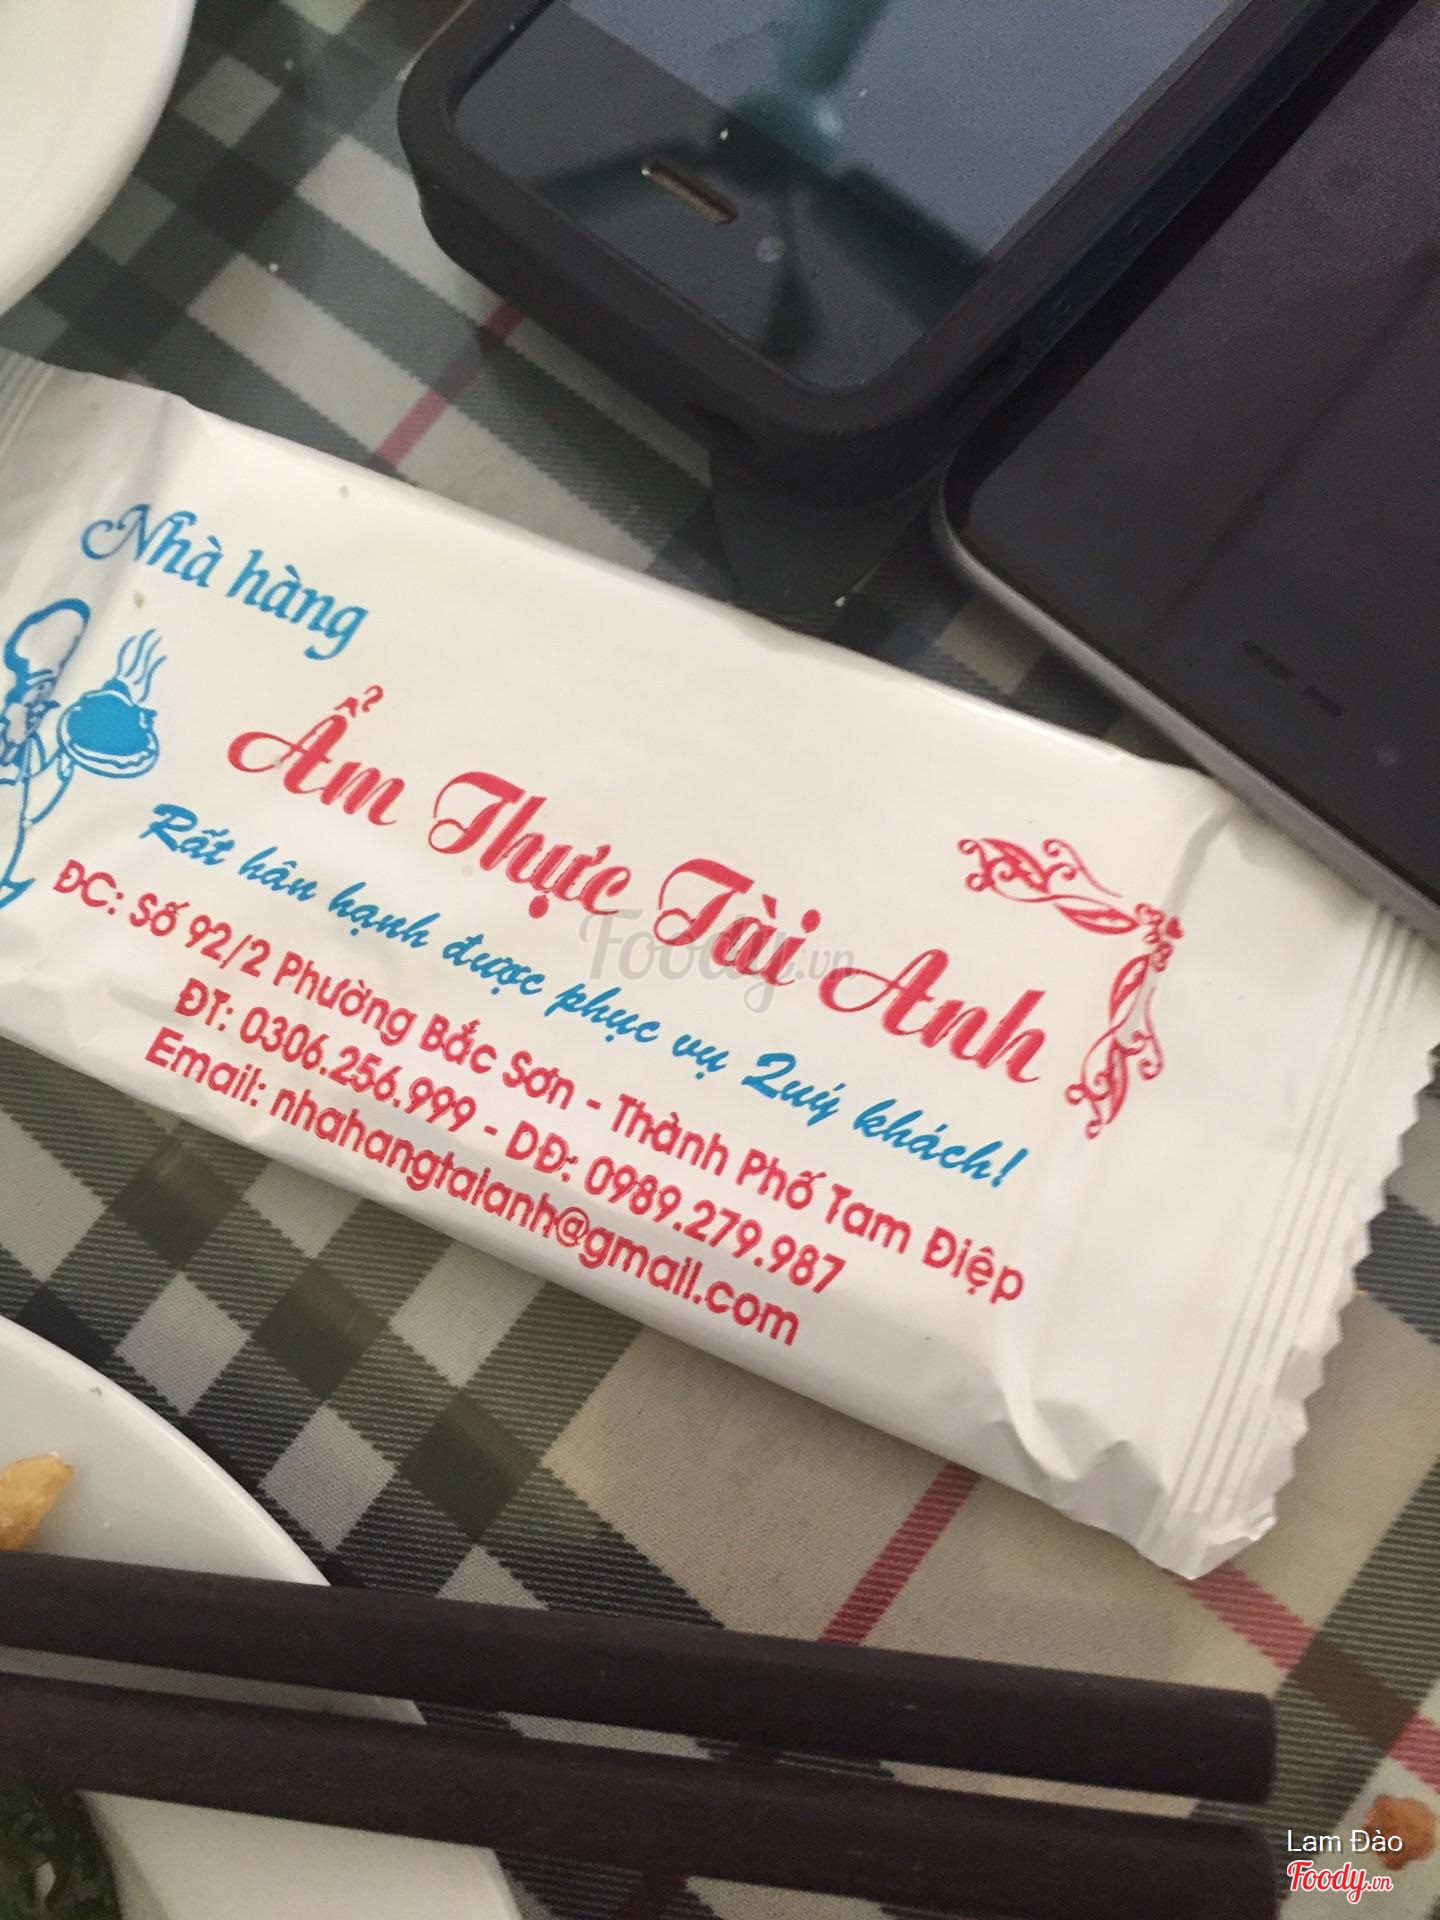 Nhà hàng
Ẩm Thực Tài Anh
Rất hân hạnh được phục vụ Quý khách!
ĐC: Số 92/2 Phường Bắc Sơn - Thành Phố Tam Điệp
ĐT: 0306.256.999 - DĐ: 0989.279.987
Email: nhahangtaianh@gmail.com
Foody.vn
Lam Đào
Foody.vn